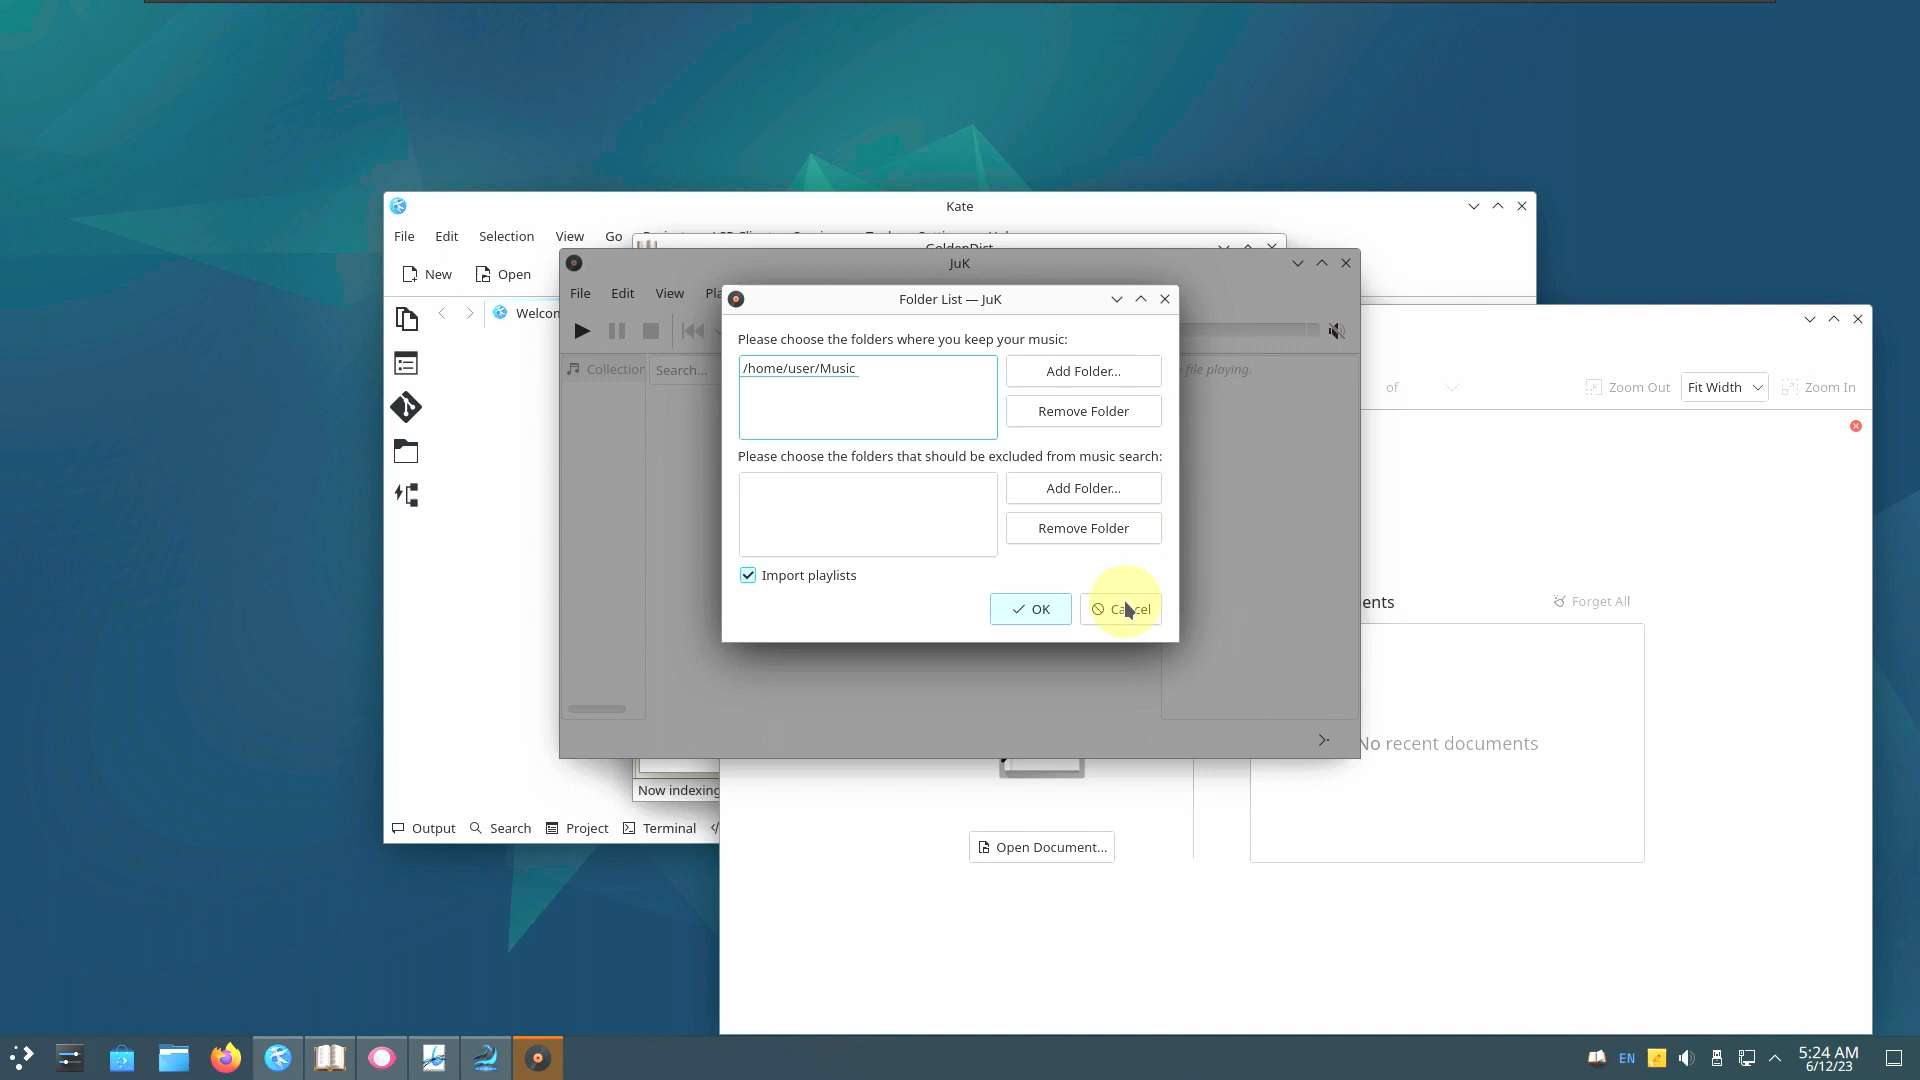 Kate
File Edit Selection View Go
GoldenDict
New Open
JuK
File Edit View
Folder List — JuK
Please choose the folders where you keep your music:
/home/user/Music
Add Folder...
Remove Folder
Please choose the folders that should be excluded from music search:
Add Folder...
Remove Folder
Import playlists
OK Cancel
Collection Search...
file playing.
of Zoom Out Fit Width Zoom In
Forget All
No recent documents
Now indexing
Output Search Project Terminal
Open Document...
EN
5:24 AM
6/12/23